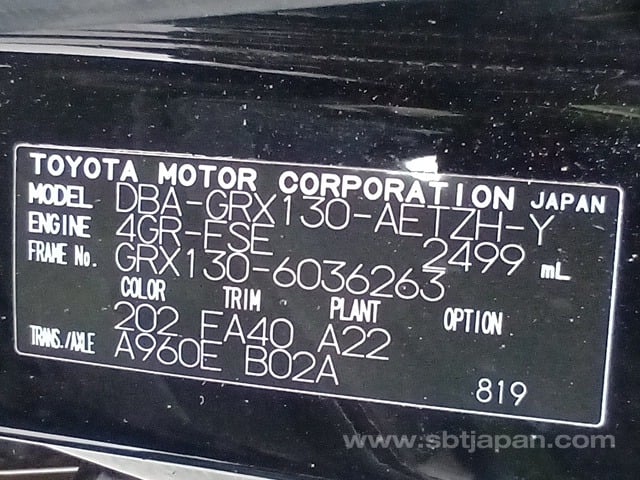 TOYOTA MOTOR CORPORATION JAPAN
MODEL DBA-GRX130-AETZH-Y
ENGINE 4GR-FSE 2499 mL
FRAME No. GRX130-6036263
COLOR TRIM PLANT OPTION
202 FA40 A22
TRANS./AXLE A960E B02A
819
www.sbtjapan.com